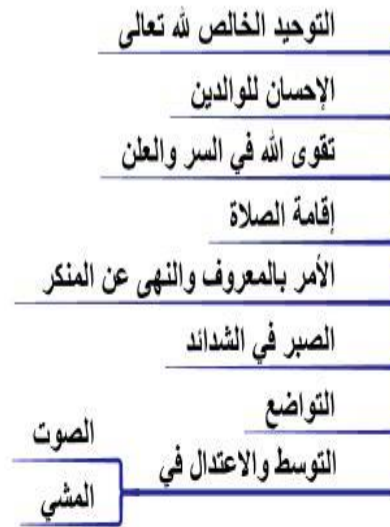 التوحيد الخالص لله تعالى
الإحسان للوالدين
تقوى الله في السر والعلن
إقامة الصلاة
الأمر بالمعروف والنهى عن المنكر
الصبر في الشدائد
التواضع
التوسط والاعتدال في
الصوت
المشي